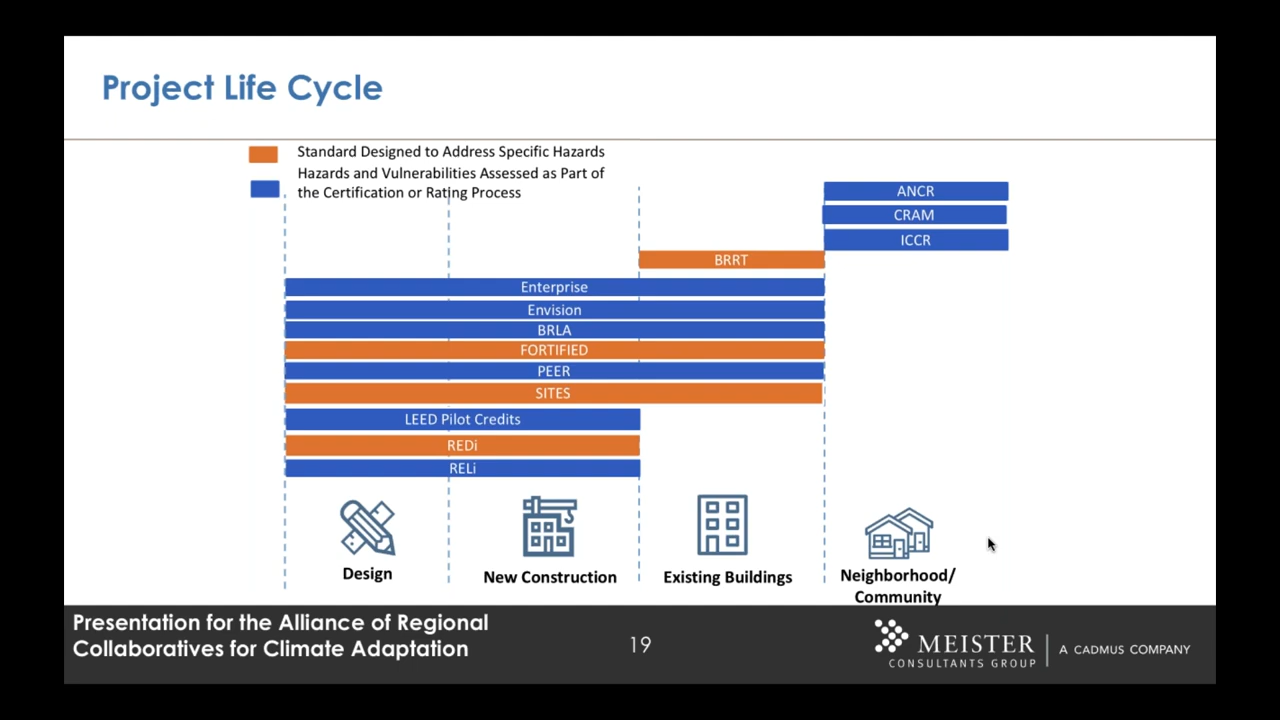 Project Life Cycle
Standard Designed to Address Specific Hazards
Hazards and Vulnerabilities Assessed as Part of
the Certification or Rating Process
ANCR
CRAM
ICCR
BRRT
Enterprise
Envision
BRLA
FORTIFIED
PEER
SITES
LEED Pilot Credits
REDi
RELi
Design
New Construction
Existing Buildings
Neighborhood/
Community
Presentation for the Alliance of Regional
Collaboratives for Climate Adaptation
19
MEISTER
CONSULTANTS GROUP
A CADMUS COMPANY